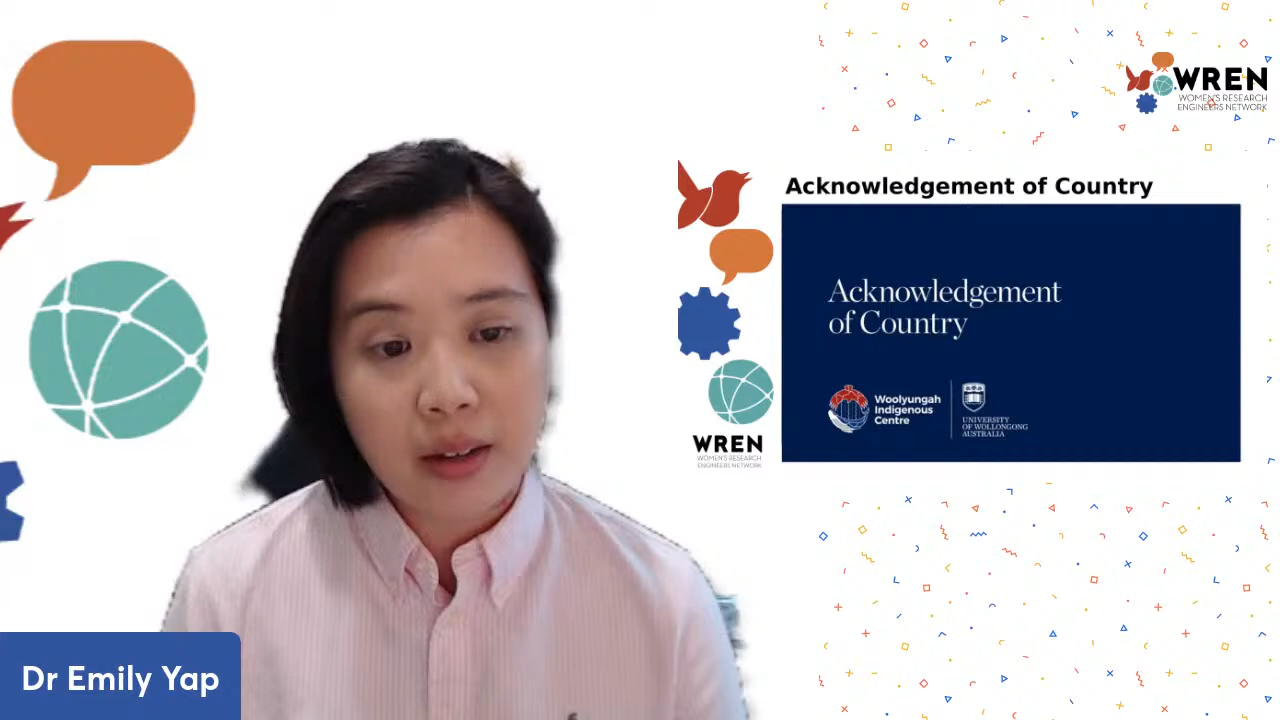 WREN
WOMEN'S RESEARCH
ENGINEERS NETWORK
Acknowledgement of Country
Acknowledgement
of Country
Woolyungah
Indigenous
Centre
UNIVERSITY
OF WOLLONGONG
AUSTRALIA
WREN
WOMEN'S RESEARCH
ENGINEERS NETWORK
Dr Emily Yap